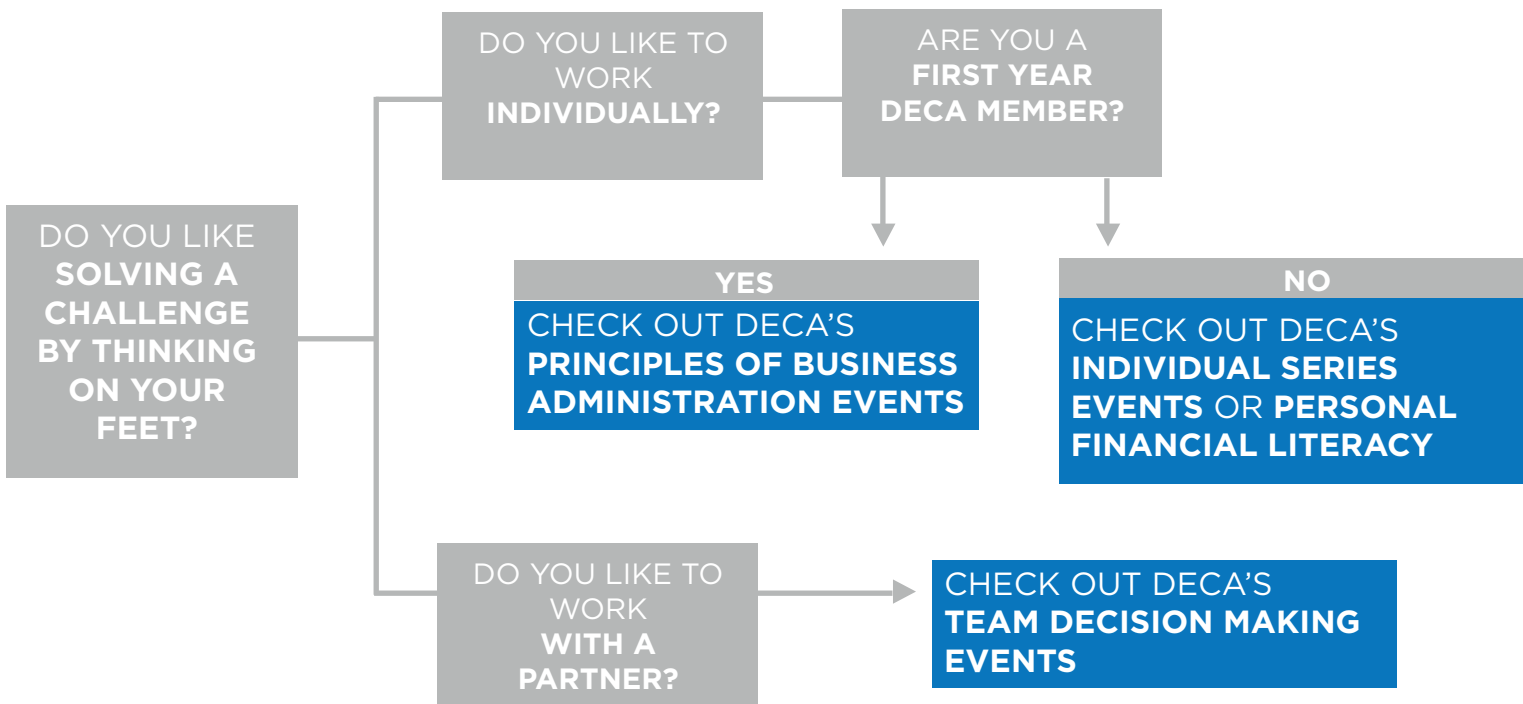 DO YOU LIKE
SOLVING A
CHALLENGE
BY THINKING
ON YOUR
FEET?
DO YOU LIKE TO
WORK
INDIVIDUALLY?
ARE YOU A
FIRST YEAR
DECA MEMBER?
YES
CHECK OUT DECA’S
PRINCIPLES OF BUSINESS
ADMINISTRATION EVENTS
NO
CHECK OUT DECA’S
INDIVIDUAL SERIES
EVENTS OR PERSONAL
FINANCIAL LITERACY
DO YOU LIKE TO
WORK
WITH A
PARTNER?
CHECK OUT DECA’S
TEAM DECISION MAKING
EVENTS